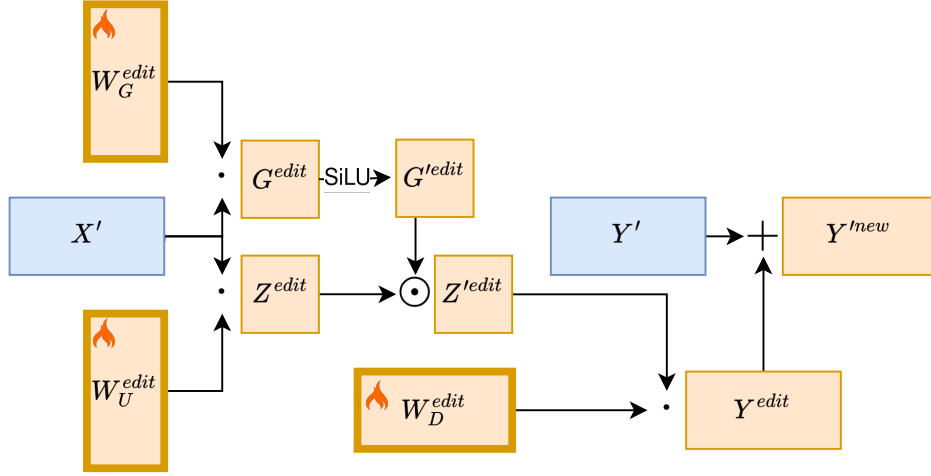 W_G^{edit}
G^{edit}
SiLU
G'^{edit}
X'
Y'
+
Y'^{new}
Z^{edit}
⊙
Z'^{edit}
W_U^{edit}
W_D^{edit}
Y^{edit}